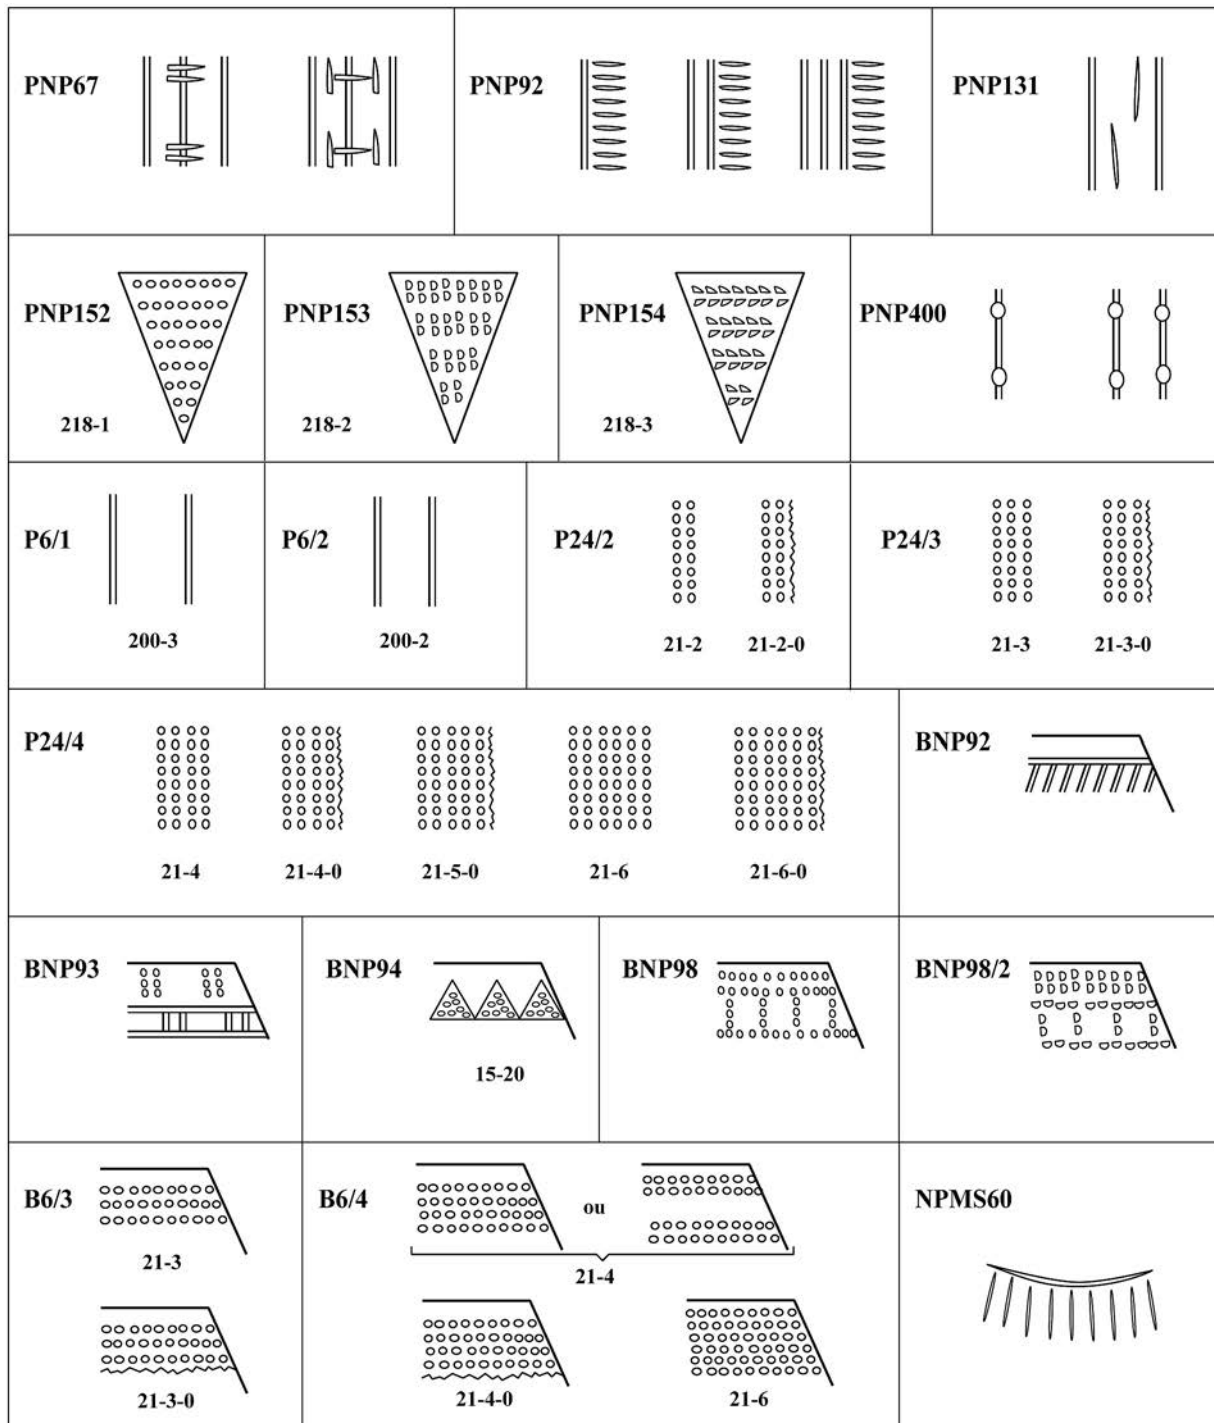 PNP67
PNP92
PNP131
PNP152
218-1
PNP153
218-2
PNP154
218-3
PNP400
P6/1
200-3
P6/2
200-2
P24/2
21-2 21-2-0
P24/3
21-3 21-3-0
P24/4
21-4 21-4-0 21-5-0 21-6 21-6-0
BNP92
BNP93
BNP94
15-20
BNP98
BNP98/2
B6/3
21-3
21-3-0
B6/4
ou
21-4
21-4-0 21-6
NPMS60